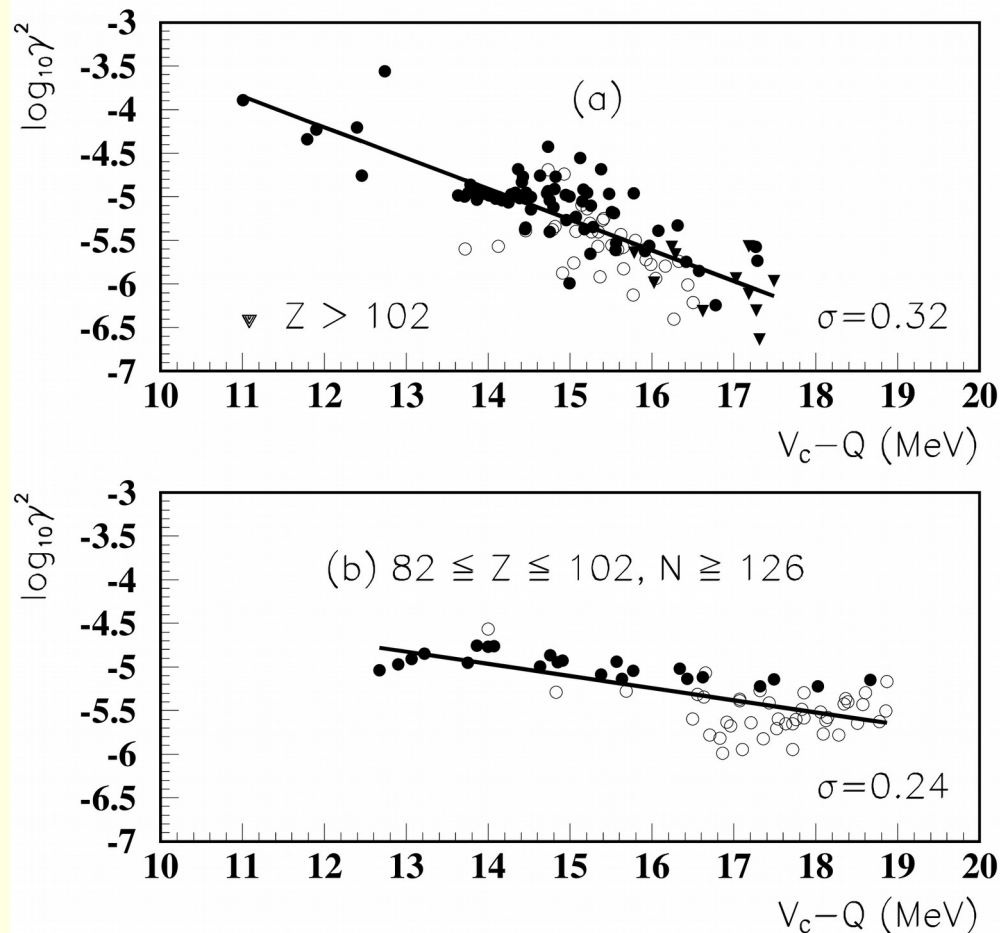 log₁₀γ²
-3
-3.5
-4
-4.5
-5
-5.5
-6
-6.5
-7
(a)
Z > 102
σ=0.32
10 11 12 13 14 15 16 17 18 19 20
V_c−Q (MeV)
log₁₀γ²
-3
-3.5
-4
-4.5
-5
-5.5
-6
-6.5
-7
(b) 82 ≦ Z ≦ 102, N ≧ 126
σ=0.24
10 11 12 13 14 15 16 17 18 19 20
V_c−Q (MeV)